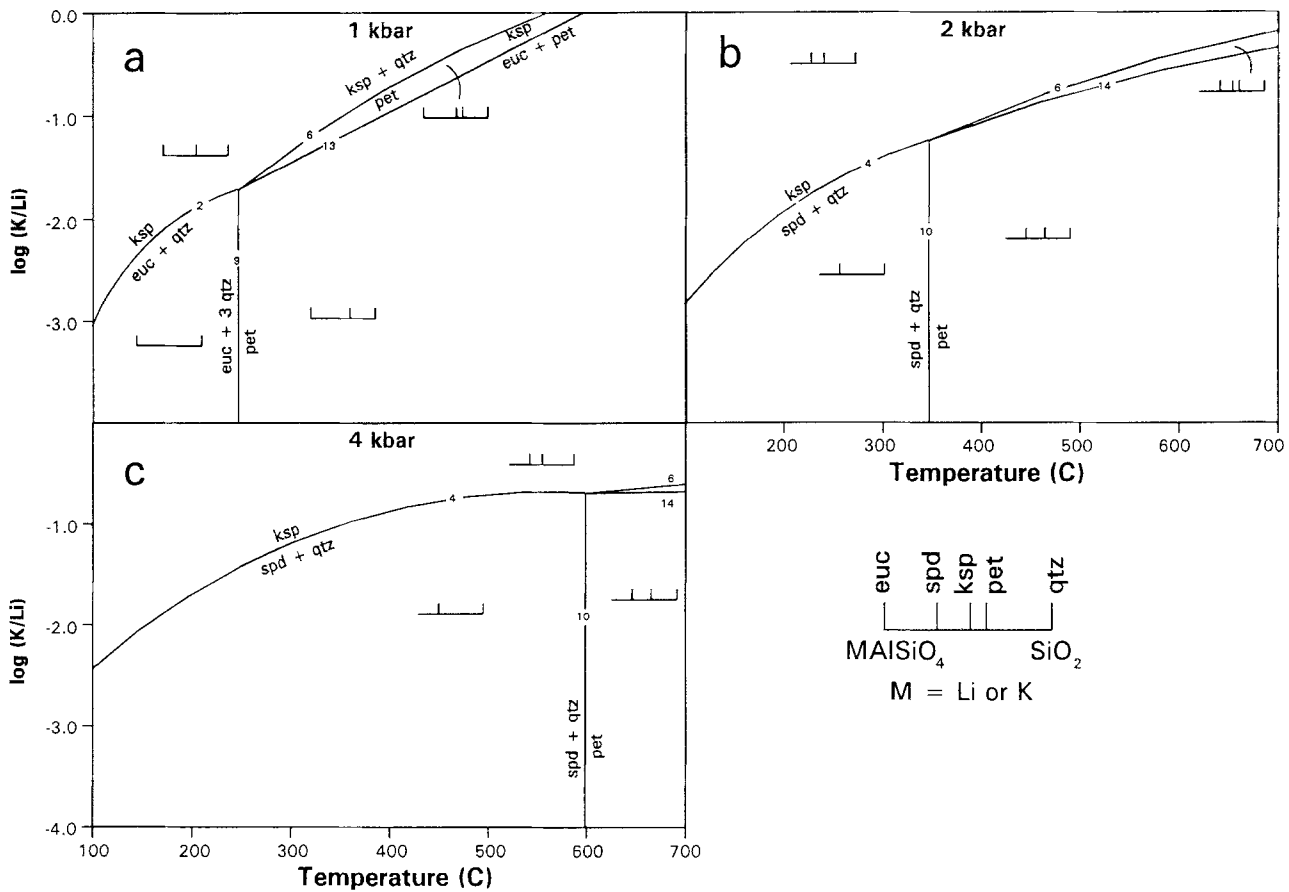 1 kbar
a
0.0
-1.0
-2.0
-3.0
log (K/Li)
ksp + qtz
pet
ksp
euc + pet
6
13
ksp
euc + qtz
2
9
euc + 3 qtz
pet
2 kbar
b
6
14
4
ksp
spd + qtz
10
spd + qtz
pet
200 300 400 500 600 700
Temperature (C)
4 kbar
c
-1.0
-2.0
-3.0
-4.0
log (K/Li)
ksp
spd + qtz
4
6
14
10
spd + qtz
pet
100 200 300 400 500 600 700
Temperature (C)
euc spd ksp pet qtz
MAlSiO₄ SiO₂
M = Li or K